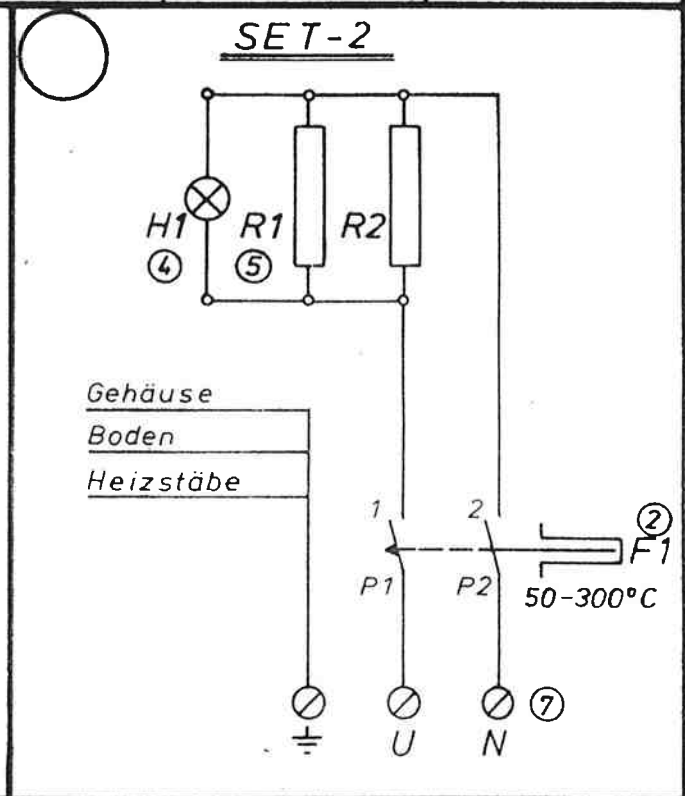 SET-2
H1 R1 R2
4 5
Gehäuse
Boden
Heizstäbe
1 2 2
F1
P1 P2 50-300°C
7
U N